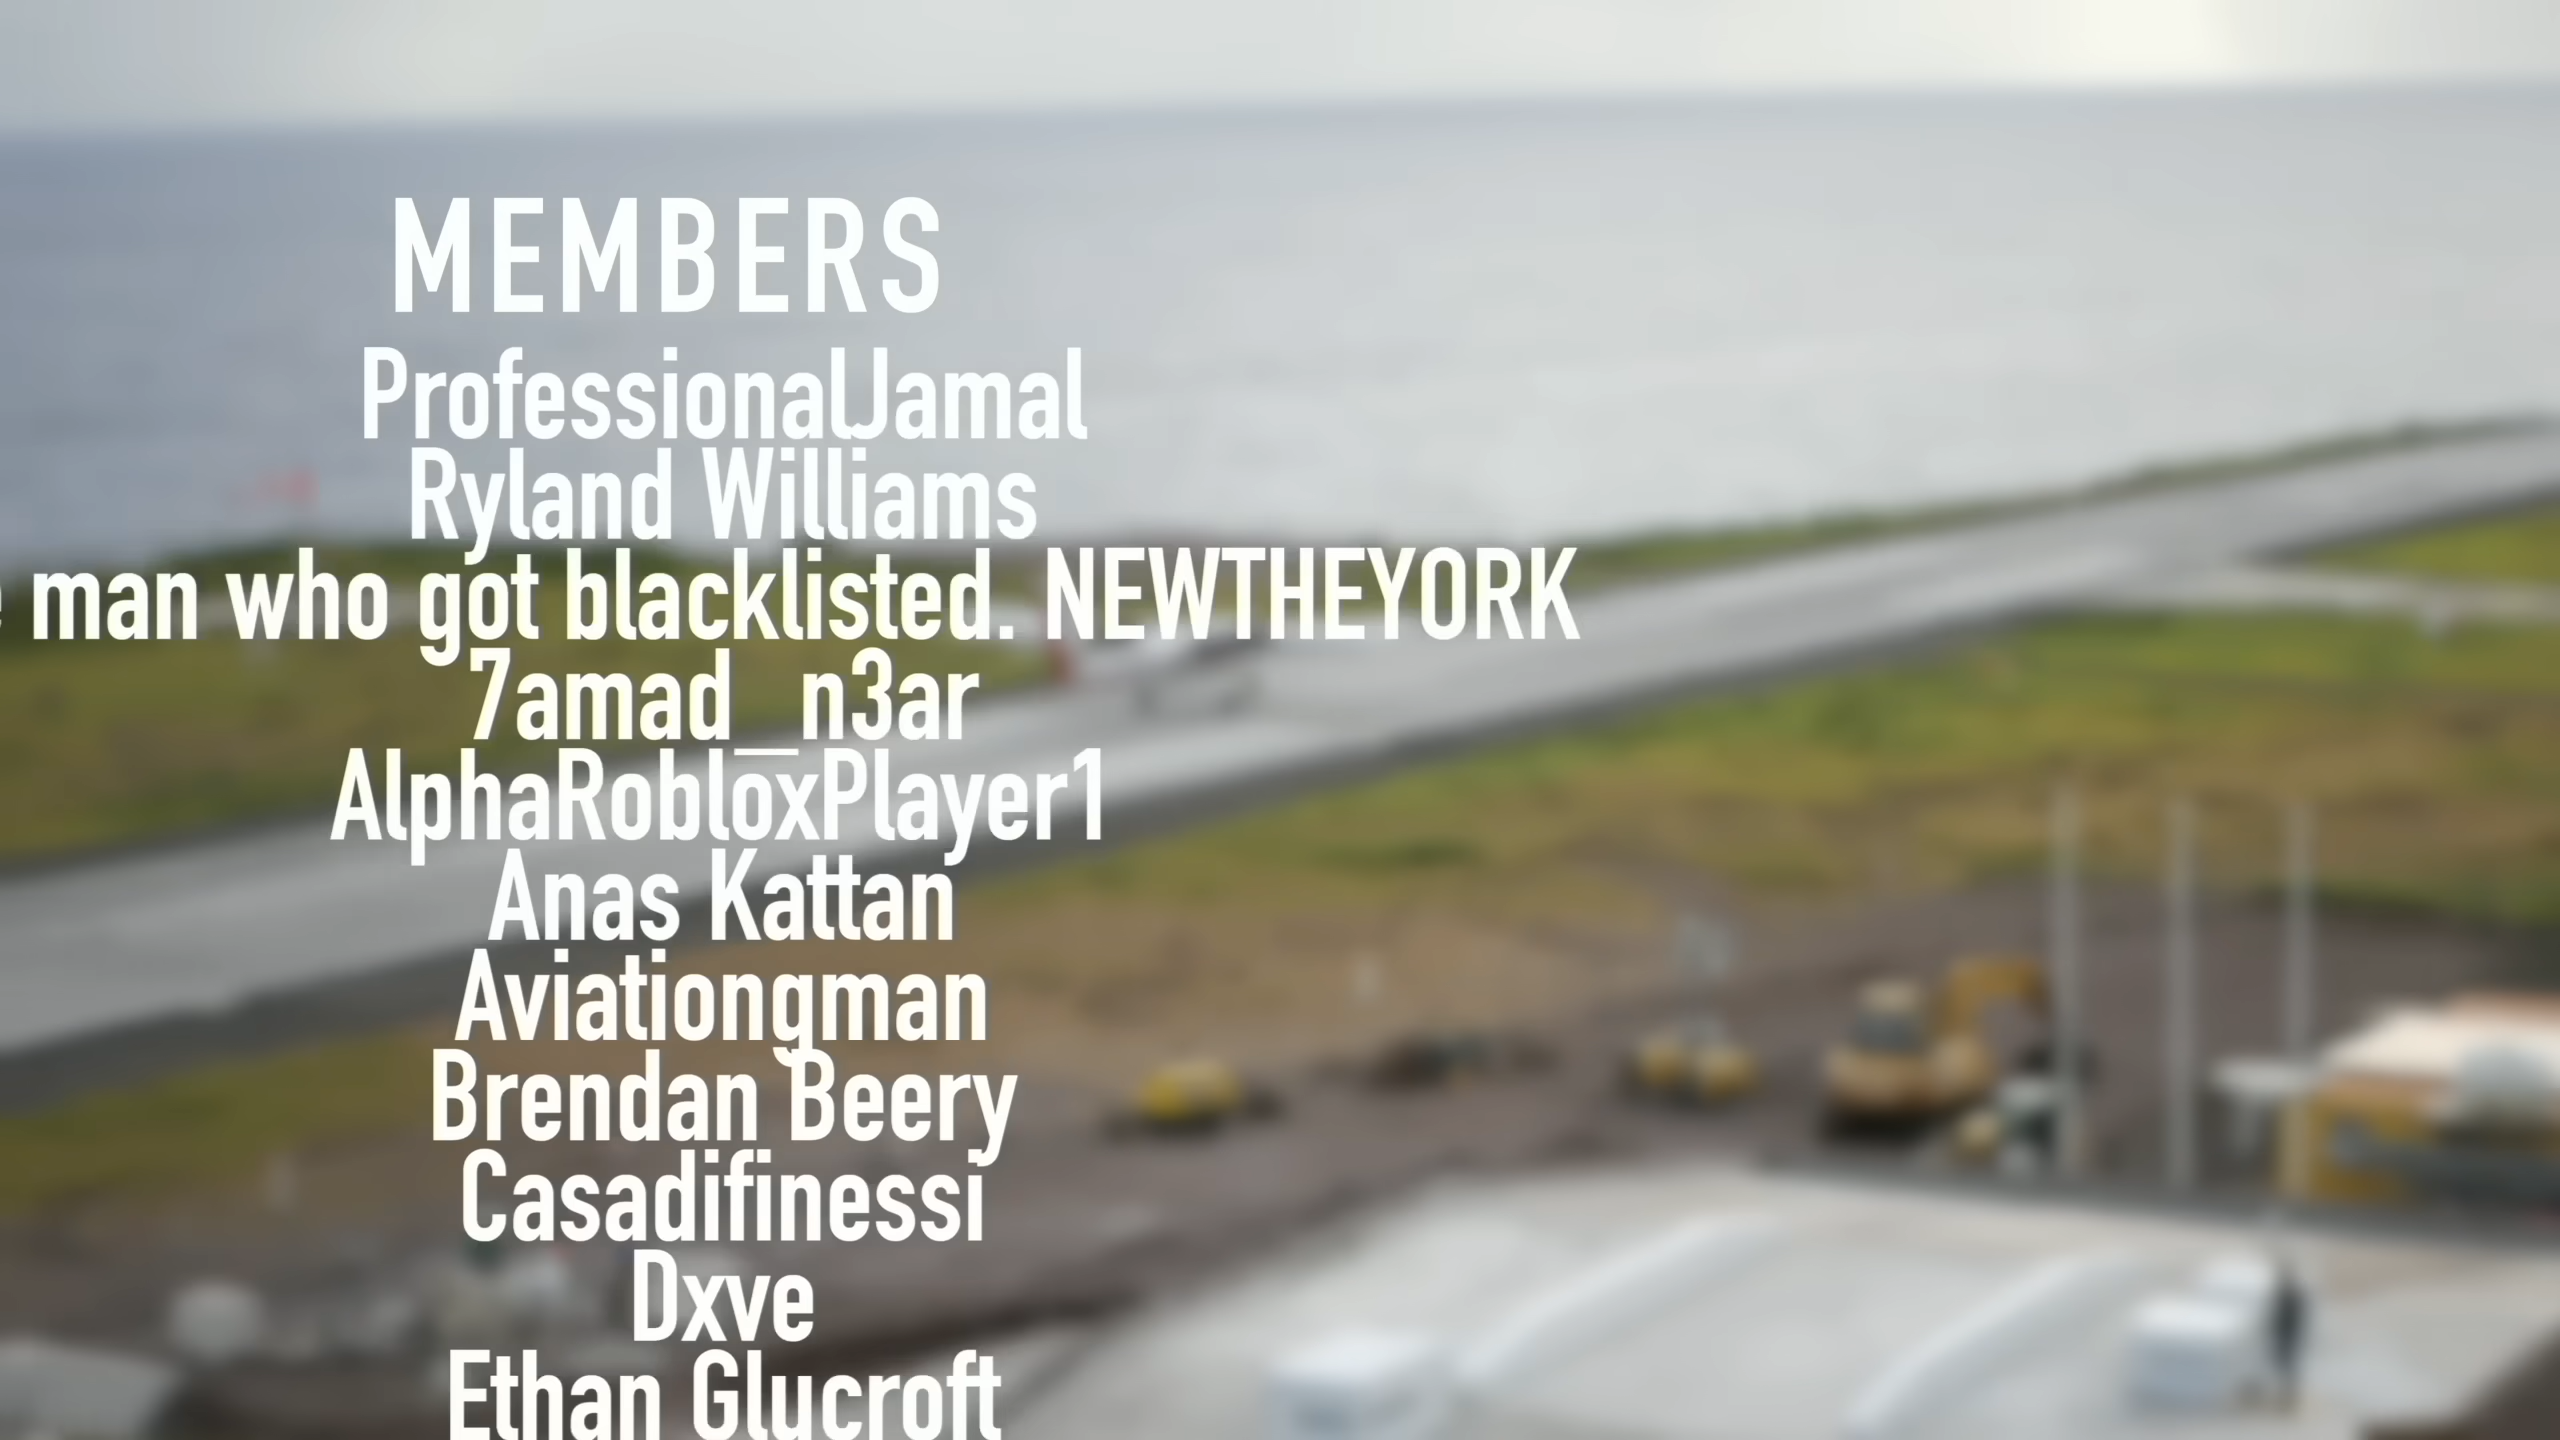 MEMBERS
ProfessionalJamal
Ryland Williams
man who got blacklisted. NEWTHEYORK
7amad_n3ar
AlphaRobloxPlayer1
Anas Kattan
Aviationgman
Brendan Beery
Casadifinessi
Dxve
Ethan Glucroft